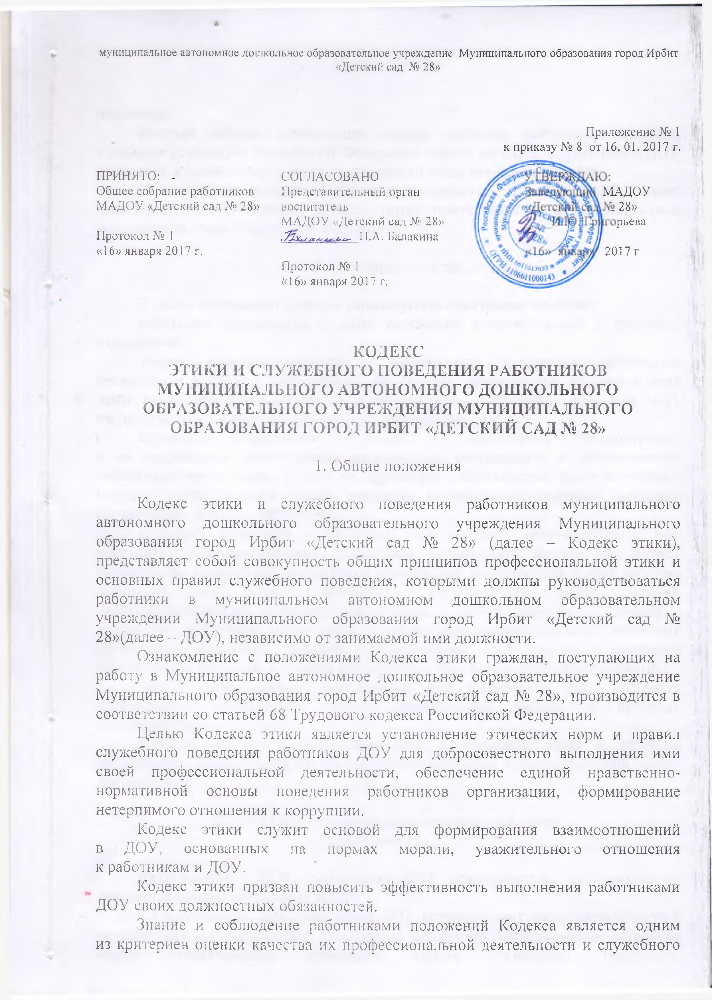 муниципальное автономное дошкольное образовательное учреждение Муниципального образования город Ирбит
«Детский сад № 28»
Приложение № 1
к приказу № 8 от 16. 01. 2017 г.
ПРИНЯТО: -
Общее собрание работников
МАДОУ «Детский сад № 28»
Протокол № 1
«16» января 2017 г.
СОГЛАСОВАНО
Представительный орган
воспитатель
МАДОУ «Детский сад № 28»
Н.А. Балакина
Протокол № 1
«16» января 2017 г.
УТВЕРЖДАЮ:
Заведующий МАДОУ
«Детский сад № 28»
И.Ю. Григорьева
«16» января 2017 г
Российская Федерация
ОГРН 1106611000143
ИНН 6611013653
«Детский
сад
28»
КОДЕКС
ЭТИКИ И СЛУЖЕБНОГО ПОВЕДЕНИЯ РАБОТНИКОВ
МУНИЦИПАЛЬНОГО АВТОНОМНОГО ДОШКОЛЬНОГО
ОБРАЗОВАТЕЛЬНОГО УЧРЕЖДЕНИЯ МУНИЦИПАЛЬНОГО
ОБРАЗОВАНИЯ ГОРОД ИРБИТ «ДЕТСКИЙ САД № 28»
1. Общие положения
Кодекс этики и служебного поведения работников муниципального
автономного дошкольного образовательного учреждения Муниципального
образования город Ирбит «Детский сад № 28» (далее – Кодекс этики),
представляет собой совокупность общих принципов профессиональной этики и
основных правил служебного поведения, которыми должны руководствоваться
работники в муниципальном автономном дошкольном образовательном
учреждении Муниципального образования город Ирбит «Детский сад №
28»(далее – ДОУ), независимо от занимаемой ими должности.
Ознакомление с положениями Кодекса этики граждан, поступающих на
работу в Муниципальное автономное дошкольное образовательное учреждение
Муниципального образования город Ирбит «Детский сад № 28», производится в
соответствии со статьей 68 Трудового кодекса Российской Федерации.
Целью Кодекса этики является установление этических норм и правил
служебного поведения работников ДОУ для добросовестного выполнения ими
своей профессиональной деятельности, обеспечение единой нравственно-
нормативной основы поведения работников организации, формирование
нетерпимого отношения к коррупции.
Кодекс этики служит основой для формирования взаимоотношений
в ДОУ, основанных на нормах морали, уважительного отношения
к работникам и ДОУ.
Кодекс этики призван повысить эффективность выполнения работниками
ДОУ своих должностных обязанностей.
Знание и соблюдение работниками положений Кодекса является одним
из критериев оценки качества их профессиональной деятельности и служебного